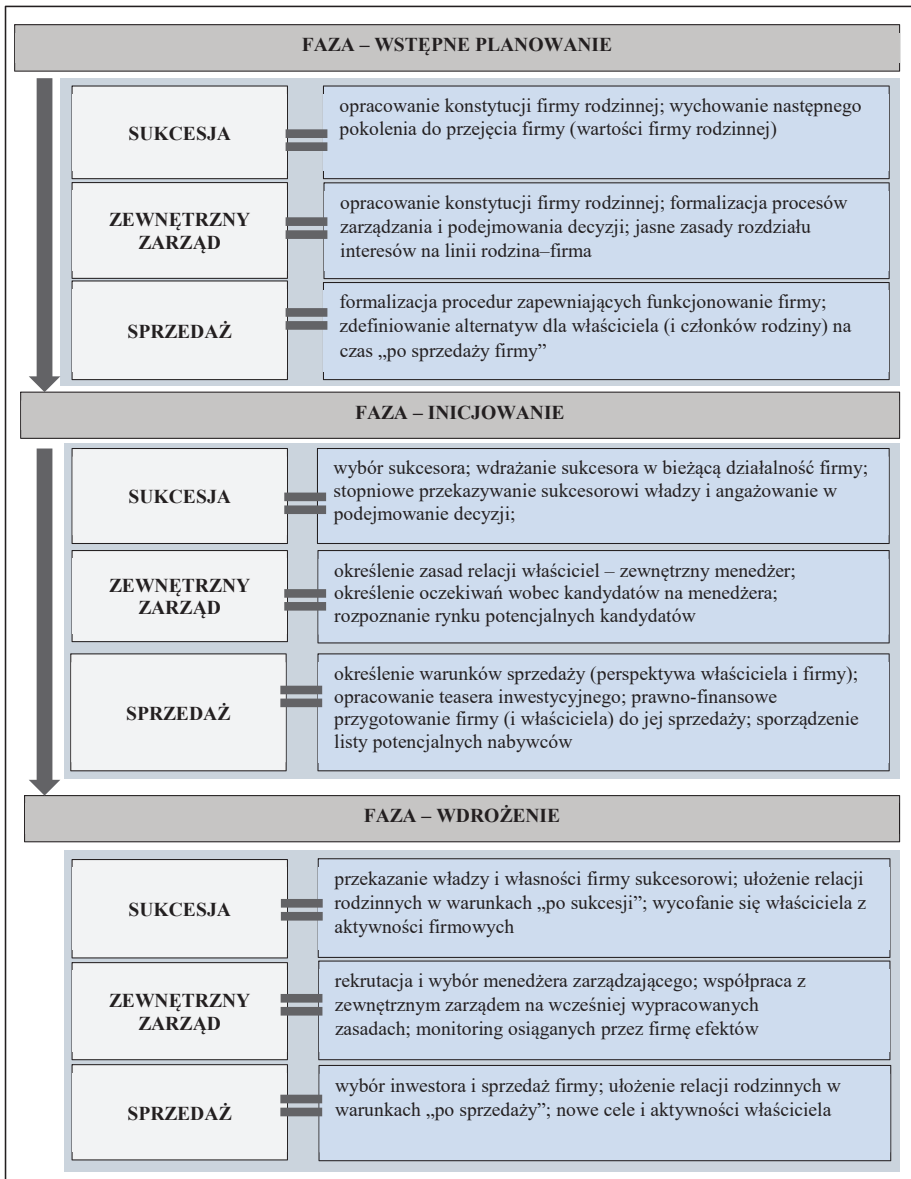 FAZA – WSTĘPNE PLANOWANIE
SUKCESJA
opracowanie konstytucji firmy rodzinnej; wychowanie następnego
pokolenia do przejęcia firmy (wartości firmy rodzinnej)
ZEWNĘTRZNY
ZARZĄD
opracowanie konstytucji firmy rodzinnej; formalizacja procesów
zarządzania i podejmowania decyzji; jasne zasady rozdziału
interesów na linii rodzina–firma
SPRZEDAŻ
formalizacja procedur zapewniających funkcjonowanie firmy;
zdefiniowanie alternatyw dla właściciela (i członków rodziny) na
czas „po sprzedaży firmy”
FAZA – INICJOWANIE
SUKCESJA
wybór sukcesora; wdrażanie sukcesora w bieżącą działalność firmy;
stopniowe przekazywanie sukcesorowi władzy i angażowanie w
podejmowanie decyzji;
ZEWNĘTRZNY
ZARZĄD
określenie zasad relacji właściciel – zewnętrzny menedżer;
określenie oczekiwań wobec kandydatów na menedżera;
rozpoznanie rynku potencjalnych kandydatów
SPRZEDAŻ
określenie warunków sprzedaży (perspektywa właściciela i firmy);
opracowanie teasera inwestycyjnego; prawno-finansowe
przygotowanie firmy (i właściciela) do jej sprzedaży; sporządzenie
listy potencjalnych nabywców
FAZA – WDROŻENIE
SUKCESJA
przekazanie władzy i własności firmy sukcesorowi; ułożenie relacji
rodzinnych w warunkach „po sukcesji”; wycofanie się właściciela z
aktywności firmowych
ZEWNĘTRZNY
ZARZĄD
rekrutacja i wybór menedżera zarządzającego; współpraca z
zewnętrznym zarządem na wcześniej wypracowanych
zasadach; monitoring osiąganych przez firmę efektów
SPRZEDAŻ
wybór inwestora i sprzedaż firmy; ułożenie relacji rodzinnych w
warunkach „po sprzedaży”; nowe cele i aktywności właściciela